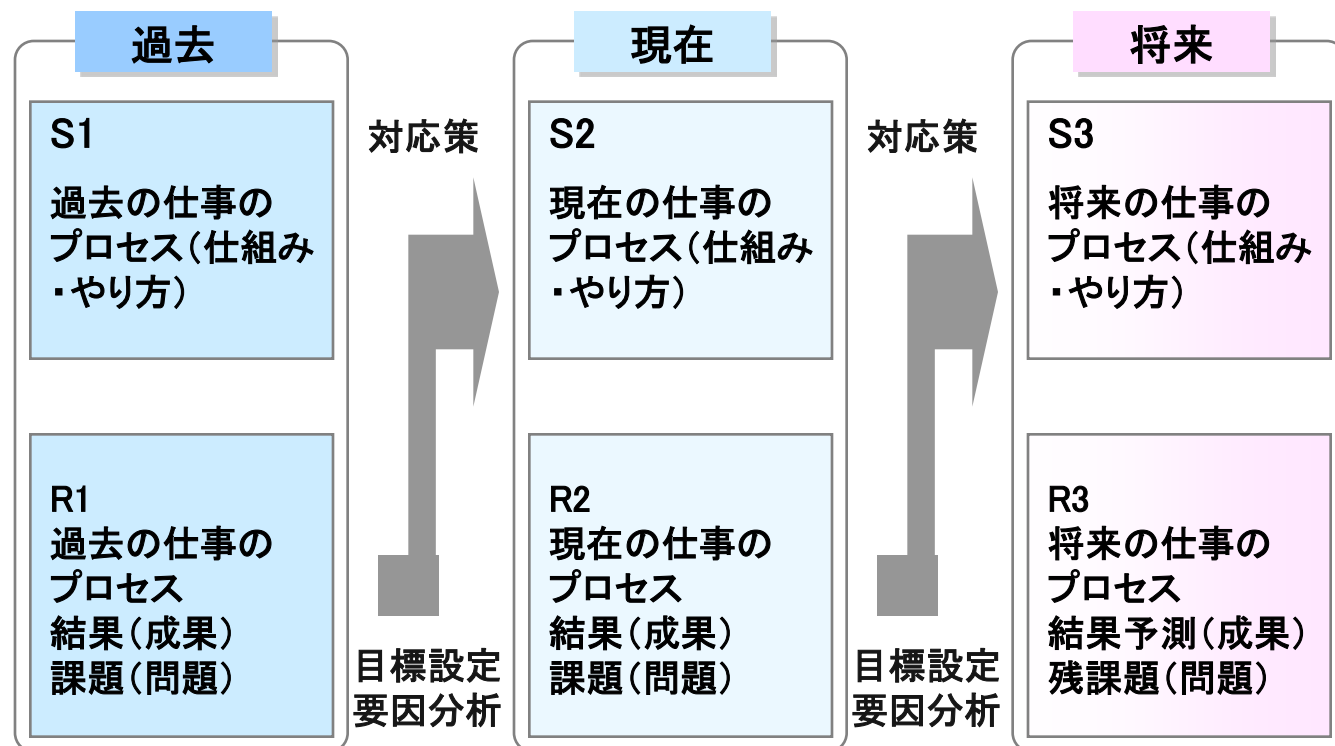 過去
S1
過去の仕事の
プロセス(仕組み
・やり方)
R1
過去の仕事の
プロセス
結果(成果)
課題(問題)
対応策
目標設定
要因分析
現在
S2
現在の仕事の
プロセス(仕組み
・やり方)
R2
現在の仕事の
プロセス
結果(成果)
課題(問題)
対応策
目標設定
要因分析
将来
S3
将来の仕事の
プロセス(仕組み
・やり方)
R3
将来の仕事の
プロセス
結果予測(成果)
残課題(問題)